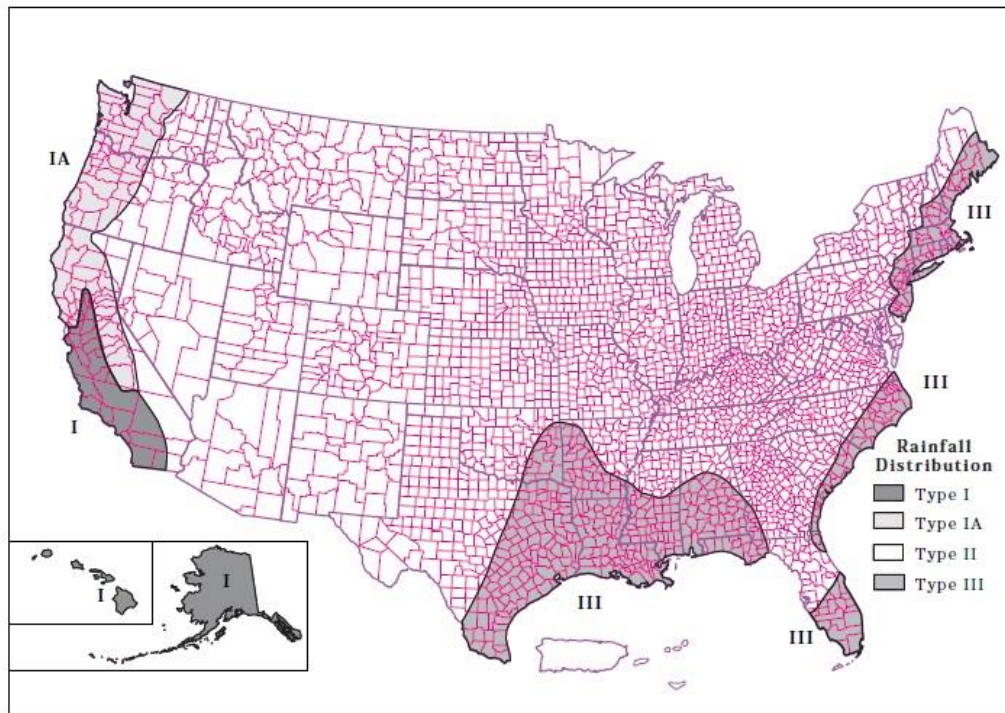 IA
III
III
I
Rainfall
Distribution
Type I
Type IA
Type II
Type III
I
I
III
III